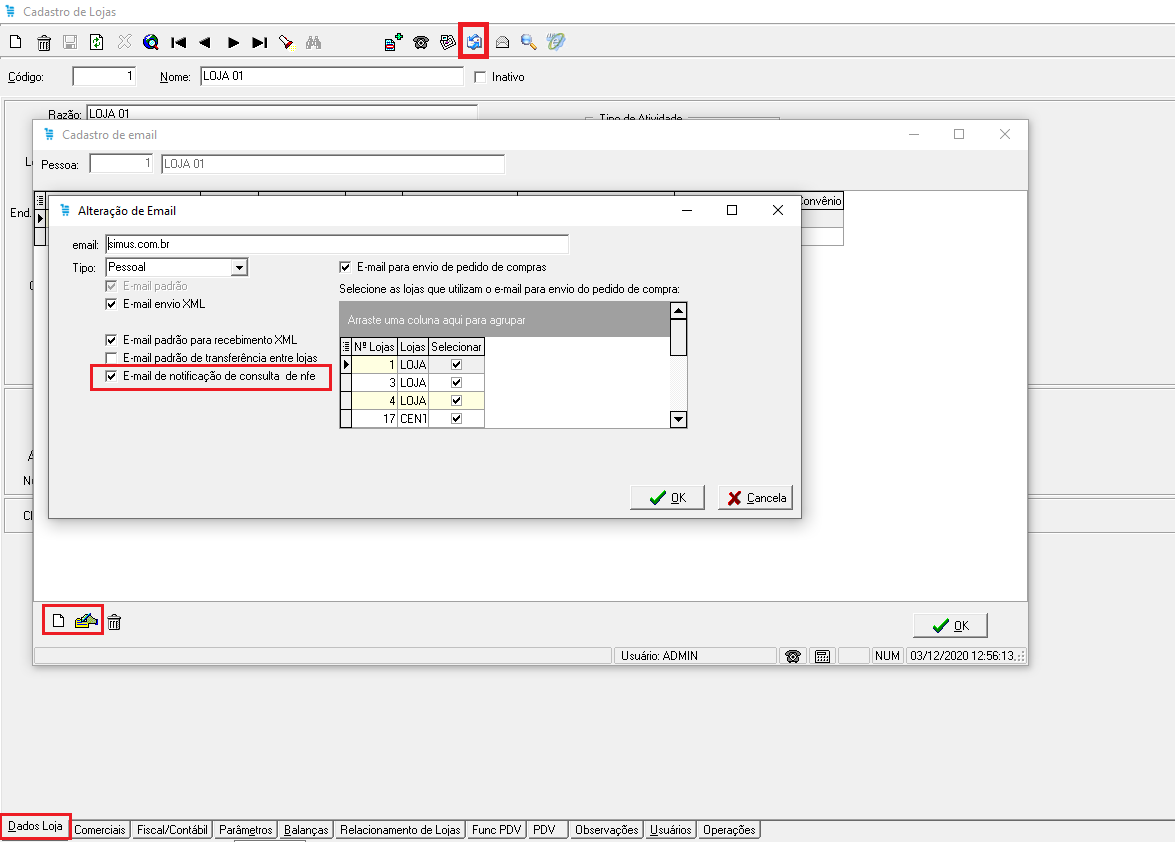 Cadastro de Lojas
Código: 1 Nome: LOJA 01 Inativo
Razão: LOJA 01
Tipo de Atividade
Cadastro de email
Pessoa: 1 LOJA 01
End.
Convênio
Alteração de Email
email: simus.com.br
Tipo: Pessoal
E-mail padrão
E-mail envio XML
E-mail padrão para recebimento XML
E-mail padrão de transferência entre lojas
E-mail de notificação de consulta de nfe
E-mail para envio de pedido de compras
Selecione as lojas que utilizam o e-mail para envio do pedido de compra:
Arraste uma coluna aqui para agrupar
Nº Lojas Lojas Selecionar
1 LOJA
3 LOJA
4 LOJA
17 CENT
OK Cancela
OK
Usuário: ADMIN NUM 03/12/2020 12:56:13
Dados Loja Comerciais Fiscal/Contábil Parâmetros Balanças Relacionamento de Lojas Func PDV PDV Observações Usuários Operações